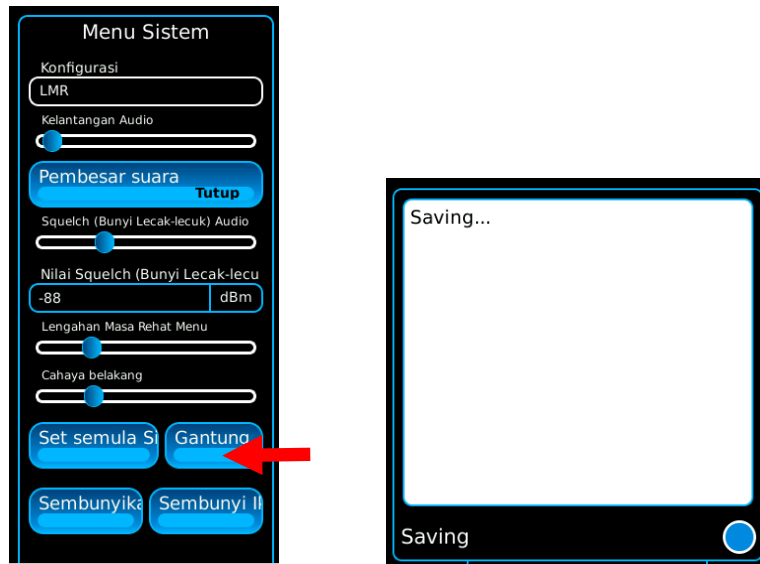 Menu Sistem
Konfigurasi
LMR
Kelantangan Audio
Pembesar suara
Tutup
Squelch (Bunyi Lecak-lecuk) Audio
Nilai Squelch (Bunyi Lecak-lecu
-88 dBm
Lengahan Masa Rehat Menu
Cahaya belakang
Set semula Si Gantung
Sembunyika Sembunyi Ik
Saving...
Saving